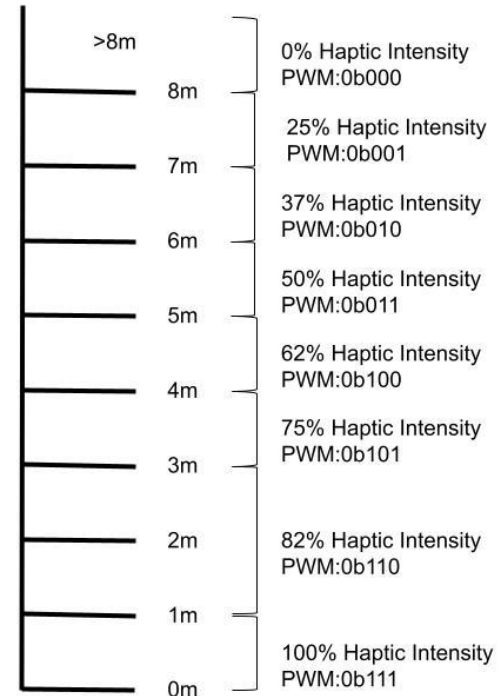 >8m
0% Haptic Intensity
PWM:0b000
8m
25% Haptic Intensity
PWM:0b001
7m
37% Haptic Intensity
PWM:0b010
6m
50% Haptic Intensity
PWM:0b011
5m
62% Haptic Intensity
PWM:0b100
4m
75% Haptic Intensity
PWM:0b101
3m
2m
82% Haptic Intensity
PWM:0b110
1m
100% Haptic Intensity
PWM:0b111
0m